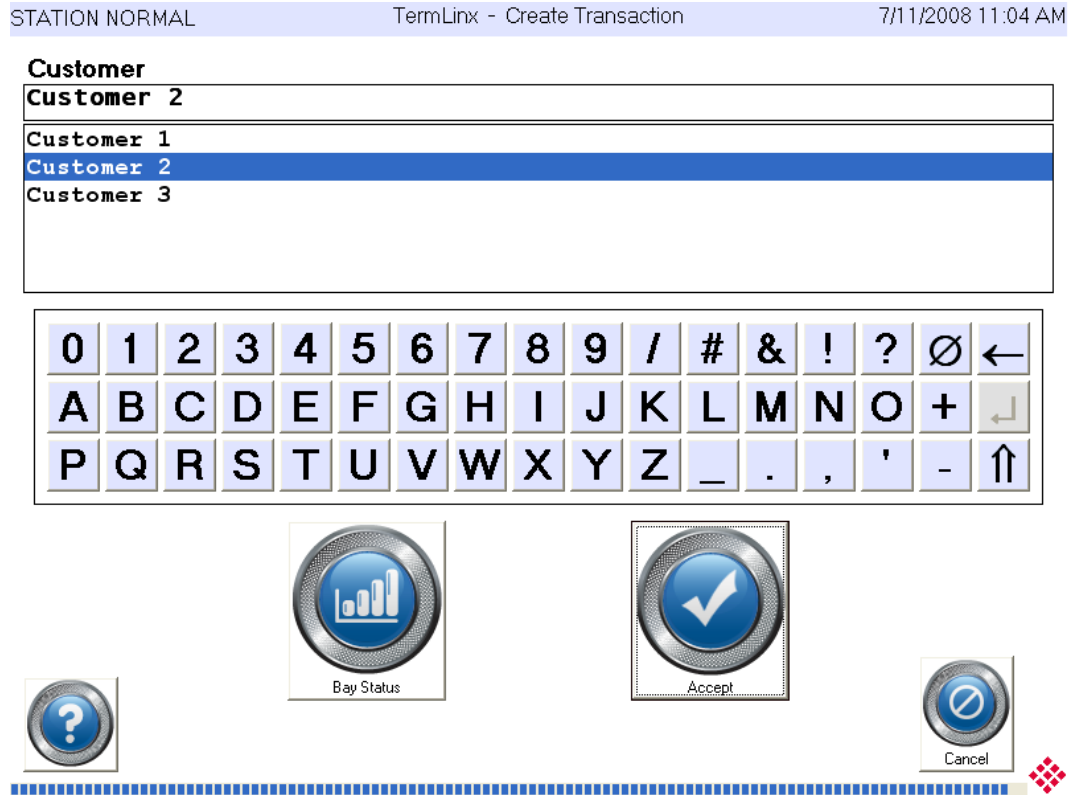 STATION NORMAL TermLinx - Create Transaction 7/11/2008 11:04 AM
Customer
Customer 2
Customer 1
Customer 2
Customer 3
0 1 2 3 4 5 6 7 8 9 / # & ! ? Ø ←
A B C D E F G H I J K L M N O + ↵
P Q R S T U V W X Y Z _ . , ' - ⇑
Bay Status Accept
?
Cancel